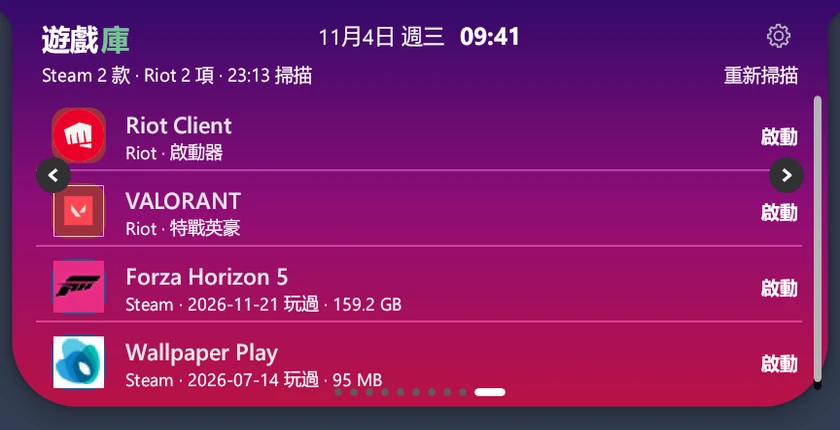 遊戲庫 11月4日 週三 09:41
Steam 2 款 · Riot 2 項 · 23:13 掃描 重新掃描
Riot Client
Riot · 啟動器 啟動
VALORANT
Riot · 特戰英豪 啟動
Forza Horizon 5
Steam · 2026-11-21 玩過 · 159.2 GB 啟動
Wallpaper Play
Steam · 2026-07-14 玩過 · 95 MB 啟動